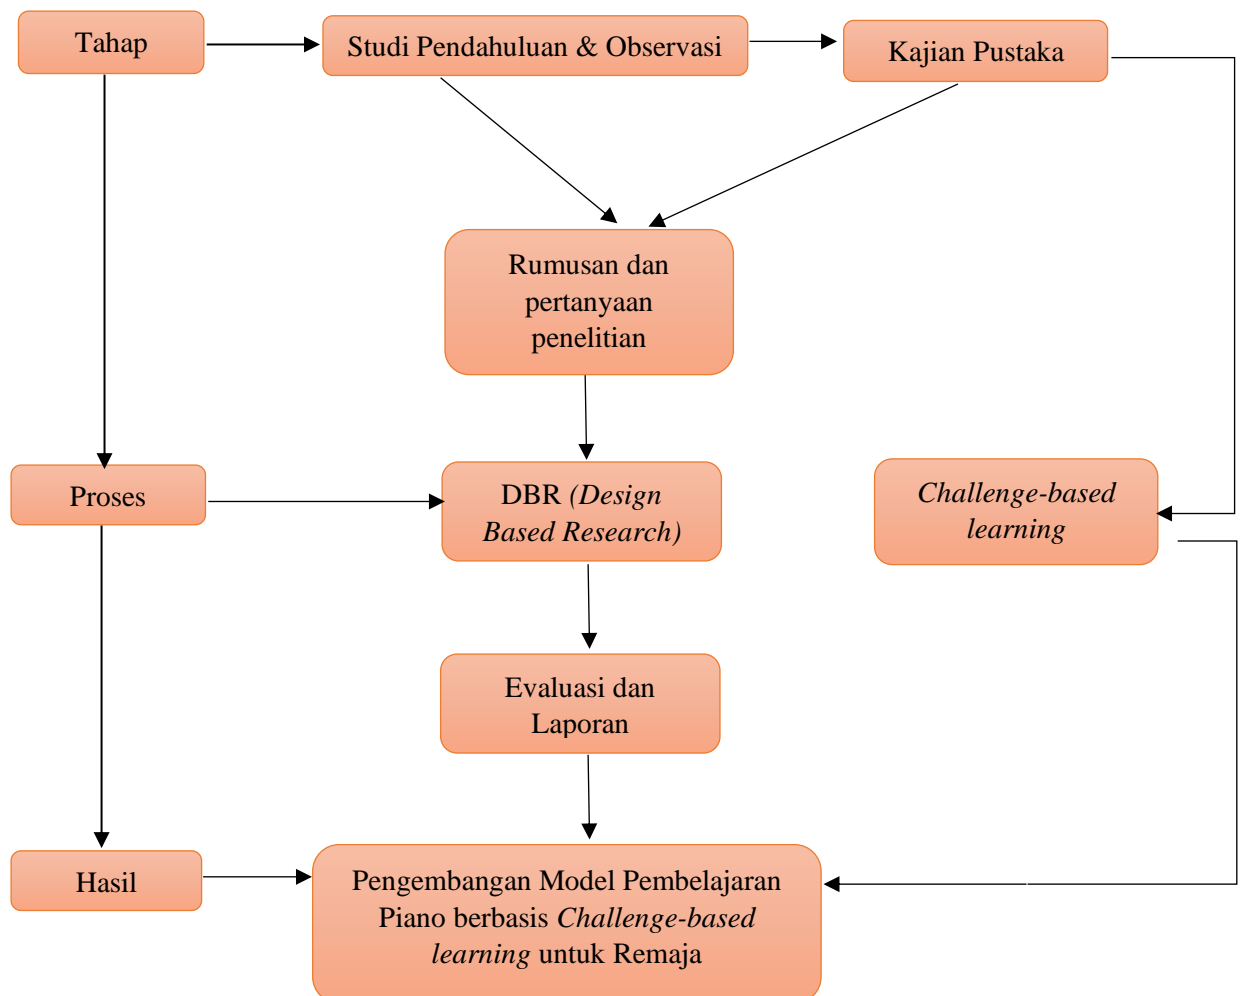 Tahap
Studi Pendahuluan & Observasi
Kajian Pustaka
Rumusan dan
pertanyaan
penelitian
Proses
DBR (Design
Based Research)
Challenge-based
learning
Evaluasi dan
Laporan
Hasil
Pengembangan Model Pembelajaran
Piano berbasis Challenge-based
learning untuk Remaja